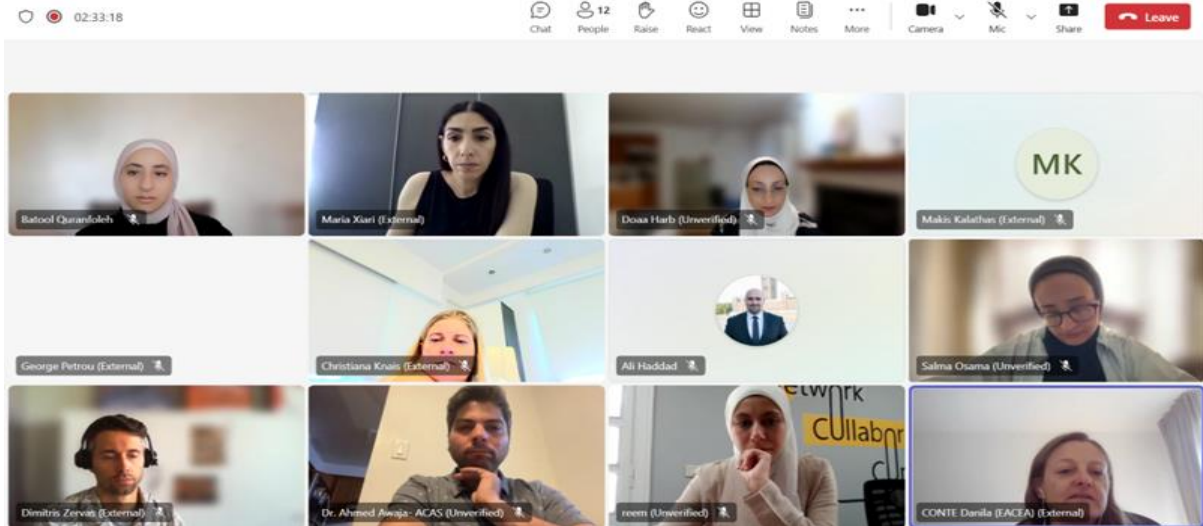 02:33:18
12
Chat People Raise React View Notes More Camera Mic Share Leave
Batool Quranfoleh
Maria Xiari (External)
Doaa Harb (Unverified)
MK
Makis Kalathas (External)
George Petrou (External)
Christiana Knais (External)
Ali Haddad
Salma Osama (Unverified)
Dimitris Zervas (External)
Dr. Ahmed Awaja- ACAS (Unverified)
reem (Unverified)
CONTE Danila (EACEA) (External)